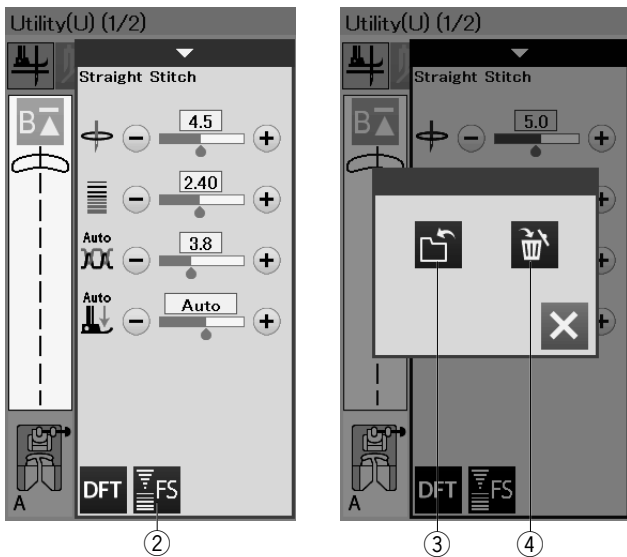 Utility(U) (1/2)
Straight Stitch
B
4.5
2.40
Auto
3.8
Auto
Auto
A
DFT
FS
②
Utility(U) (1/2)
Straight Stitch
B
5.0
A
DFT
FS
③
④